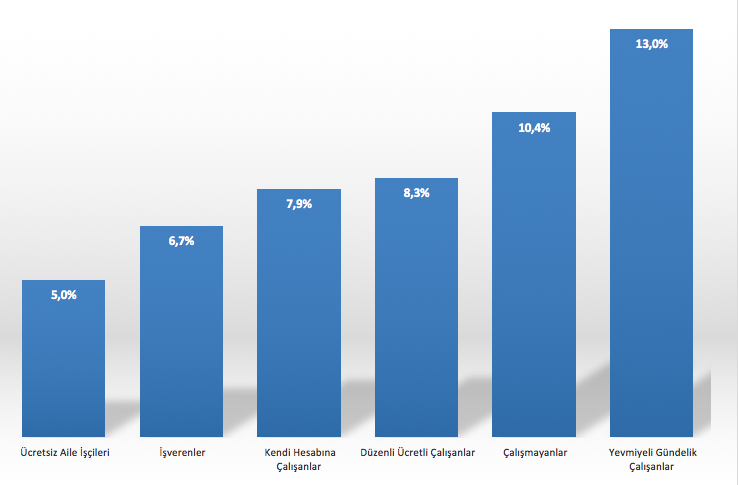 13,0%
10,4%
8,3%
7,9%
6,7%
5,0%
Ücretsiz Aile İşçileri
İşverenler
Kendi Hesabına
Çalışanlar
Düzenli Ücretli Çalışanlar
Çalışmayanlar
Yevmiyeli Gündelik
Çalışanlar